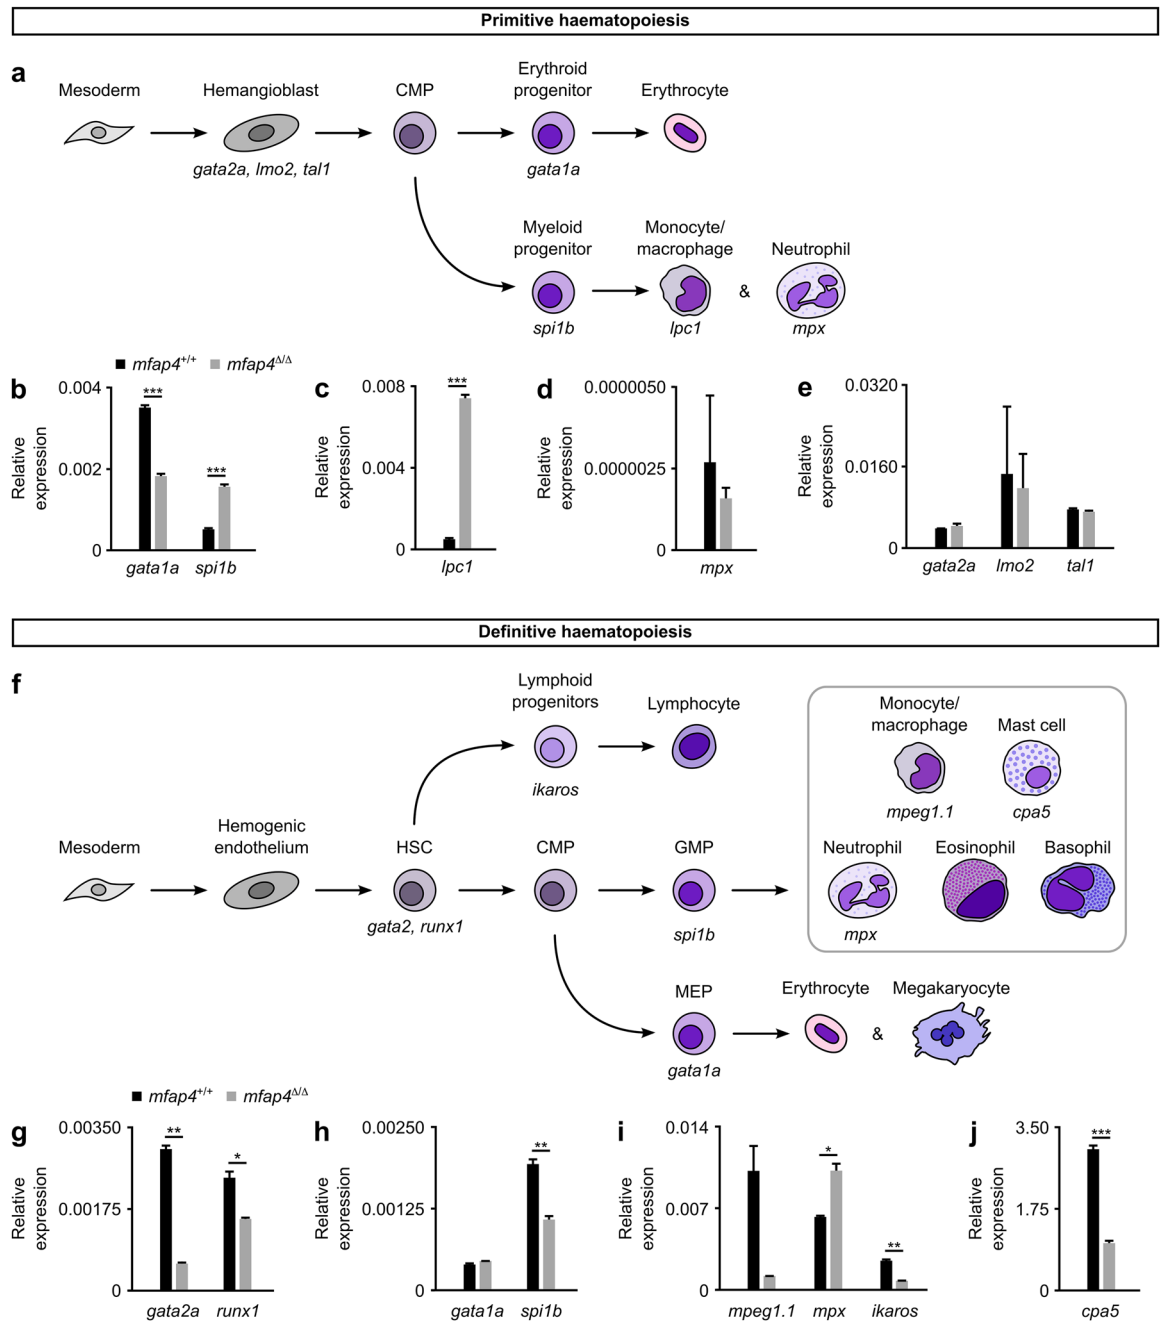 Primitive haematopoiesis
a
Mesoderm
Hemangioblast
gata2a, lmo2, tal1
CMP
Erythroid
progenitor
gata1a
Erythrocyte
Myeloid
progenitor
spi1b
Monocyte/
macrophage
lpc1
&
Neutrophil
mpx
mfap4+/+ mfap4Δ/Δ
b
Relative
expression
0.004
0.002
0
***
***
gata1a spi1b
c
Relative
expression
0.008
0.004
0
***
lpc1
d
Relative
expression
0.0000050
0.0000025
0
mpx
e
Relative
expression
0.0320
0.0160
0
gata2a lmo2 tal1
Definitive haematopoiesis
f
Lymphoid
progenitors
ikaros
Lymphocyte
Mesoderm
Hemogenic
endothelium
HSC
gata2, runx1
CMP
GMP
spi1b
Monocyte/
macrophage
mpeg1.1
Mast cell
cpa5
Neutrophil
mpx
Eosinophil
Basophil
MEP
gata1a
Erythrocyte
&
Megakaryocyte
mfap4+/+ mfap4Δ/Δ
g
Relative
expression
0.00350
0.00175
0
**
*
gata2a runx1
h
Relative
expression
0.00250
0.00125
0
**
gata1a spi1b
i
Relative
expression
0.014
0.007
0
*
**
mpeg1.1 mpx ikaros
j
Relative
expression
3.50
1.75
0
***
cpa5